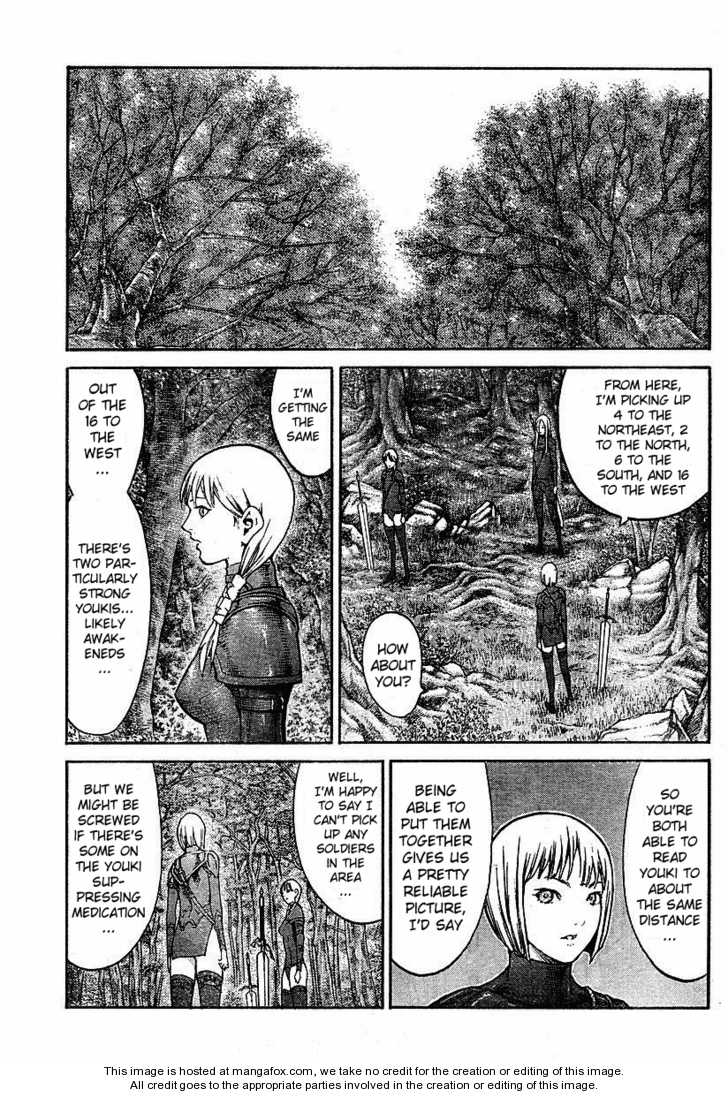 FROM HERE,
I'M PICKING UP
4 TO THE
NORTHEAST, 2
TO THE NORTH,
6 TO THE
SOUTH, AND 16
TO THE WEST
HOW
ABOUT
YOU?
I'M
GETTING
THE
SAME
OUT
OF THE
16 TO
THE
WEST
...
THERE'S
TWO PAR-
TICULARLY
STRONG
YOUKIS...
LIKELY
AWAK-
ENEDS
...
SO
YOU'RE
BOTH
ABLE TO
READ
YOUKI TO
ABOUT
THE SAME
DISTANCE
...
BEING
ABLE TO
PUT THEM
TOGETHER
GIVES US
A PRETTY
RELIABLE
PICTURE,
I'D SAY
WELL,
I'M HAPPY
TO SAY I
CAN'T PICK
UP ANY
SOLDIERS
IN THE
AREA
...
BUT WE
MIGHT BE
SCREWED
IF THERE'S
SOME ON
THE YOUKI
SUP-
PRESSING
MEDICATION
...
This image is hosted at mangafox.com, we take no credit for the creation or editing of this image.
All credit goes to the appropriate parties involved in the creation or editing of this image.